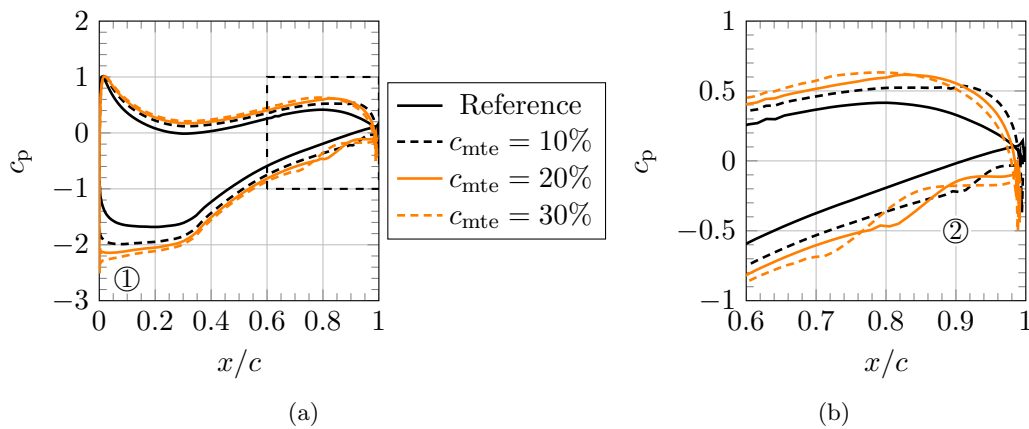 2
1
0
−1
−2
−3
c_p
0
0.2
0.4
0.6
0.8
1
x/c
①
(a)
Reference
c_mte = 10%
c_mte = 20%
c_mte = 30%
1
0.5
0
−0.5
−1
c_p
0.6
0.7
0.8
0.9
1
x/c
②
(b)